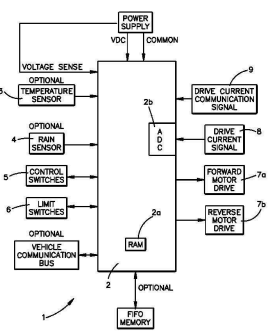 POWER
SUPPLY
VDC
COMMON
VOLTAGE SENSE
OPTIONAL
TEMPERATURE
SENSOR
9
DRIVE CURRENT
COMMUNICATION
SIGNAL
2b
A
D
C
OPTIONAL
4
RAIN
SENSOR
DRIVE
CURRENT
SIGNAL
8
5
CONTROL
SWITCHES
FORWARD
MOTOR
DRIVE
7a
6
LIMIT
SWITCHES
REVERSE
MOTOR
DRIVE
7b
OPTIONAL
VEHICLE
COMMUNICATION
BUS
2a
RAM
2
OPTIONAL
1
FIFO
MEMORY